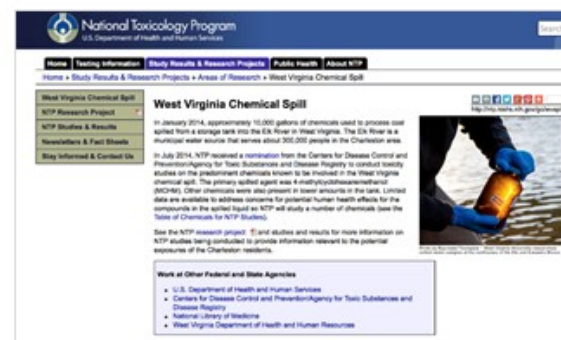 National Toxicology Program
U.S. Department of Health and Human Services
Search
Home Testing Information Study Results & Research Projects Public Health About NTP
Home » Study Results & Research Projects » Areas of Research » West Virginia Chemical Spill
West Virginia Chemical Spill
NTP Research Project
NTP Studies & Results
Newsletters & Fact Sheets
Stay Informed & Contact Us
West Virginia Chemical Spill
In January 2014, approximately 10,000 gallons of chemicals used to process coal
spilled from a storage tank into the Elk River in West Virginia. The Elk River is a
municipal water source that serves about 300,000 people in the Charleston area.
In July 2014, NTP received a nomination from the Centers for Disease Control and
Prevention/Agency for Toxic Substances and Disease Registry to conduct toxicity
studies on the predominant chemicals known to be involved in the West Virginia
chemical spill. The primary spilled agent was 4-methylcyclohexanemethanol
(MCHM). Other chemicals were also present in lower amounts in the tank. Limited
data are available to address concerns for potential human health effects for the
compounds in the spilled liquid so NTP will study a number of chemicals (see the
Table of Chemicals for NTP Studies).
See the NTP research project and studies and results for more information on
NTP studies being conducted to provide information relevant to the potential
exposures of the Charleston residents.
Work at Other Federal and State Agencies
U.S. Department of Health and Human Services
Centers for Disease Control and Prevention/Agency for Toxic Substances and
Disease Registry
National Library of Medicine
West Virginia Department of Health and Human Resources